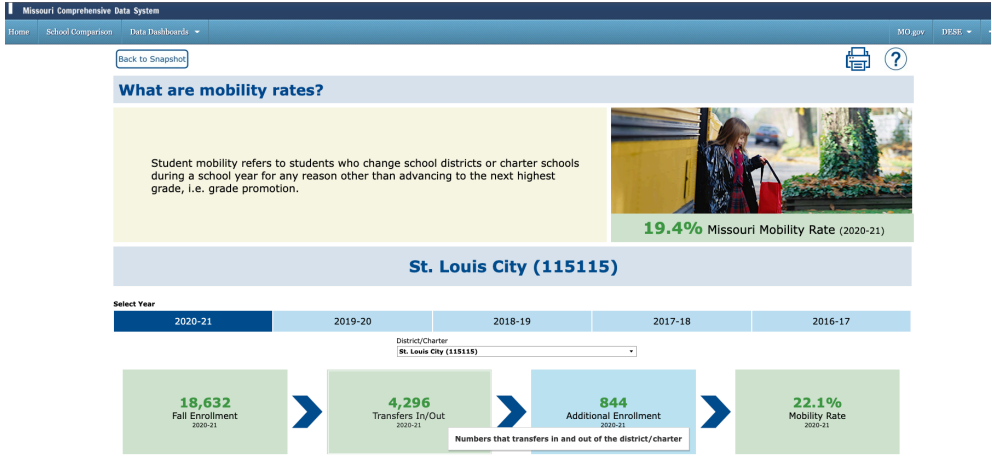 Missouri Comprehensive Data System
Home School Comparison Data Dashboards MO.gov DESE
Back to Snapshot
?
What are mobility rates?
Student mobility refers to students who change school districts or charter schools
during a school year for any reason other than advancing to the next highest
grade, i.e. grade promotion.
19.4% Missouri Mobility Rate (2020-21)
St. Louis City (115115)
Select Year
2020-21 2019-20 2018-19 2017-18 2016-17
District/Charter
St. Louis City (115115)
18,632
Fall Enrollment
2020-21
4,296
Transfers In/Out
2020-21
844
Additional Enrollment
2020-21
22.1%
Mobility Rate
2020-21
Numbers that transfers in and out of the district/charter